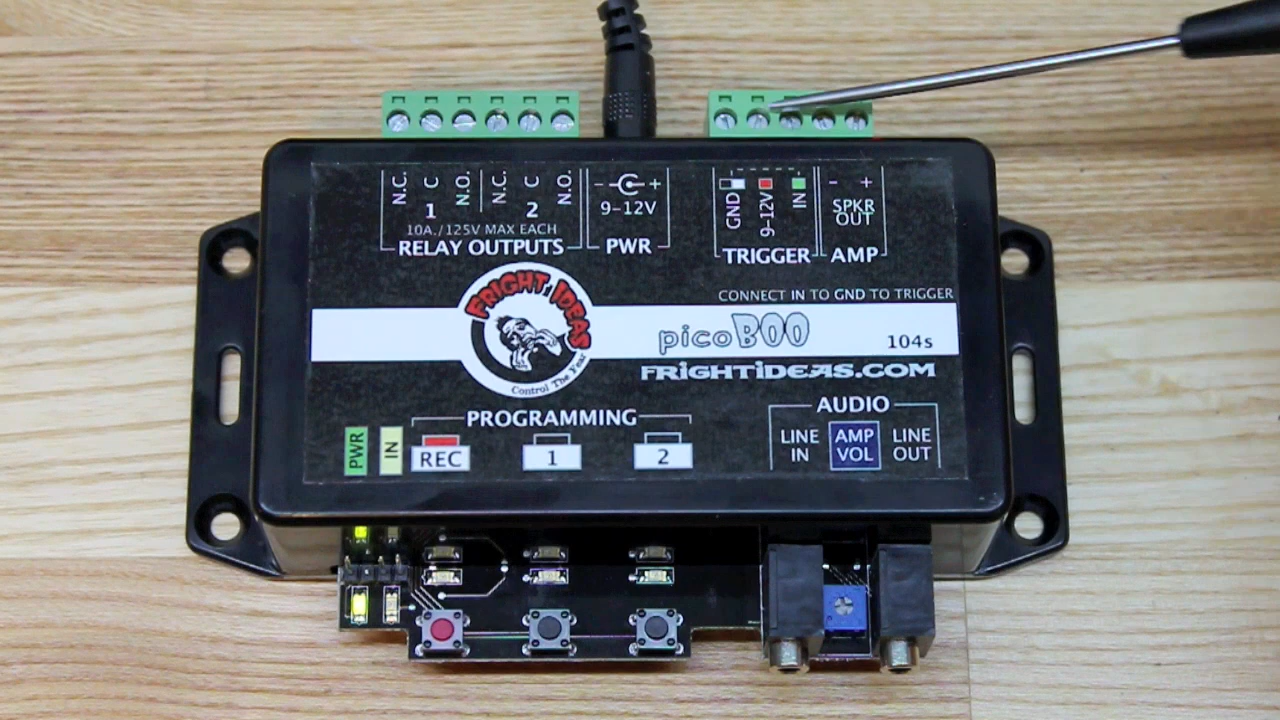 N.C. C N.O. N.C. C N.O.
1 2
10A./125V MAX EACH
RELAY OUTPUTS
- +
9-12V
PWR
GND 9-12V IN
TRIGGER
- +
SPKR
OUT
AMP
CONNECT IN TO GND TO TRIGGER
FRIGHT IDEAS
Control The Fear
picoBOO
104s
FRIGHTIDEAS.COM
PROGRAMMING
PWR IN REC 1 2
AUDIO
LINE IN
AMP VOL
LINE OUT